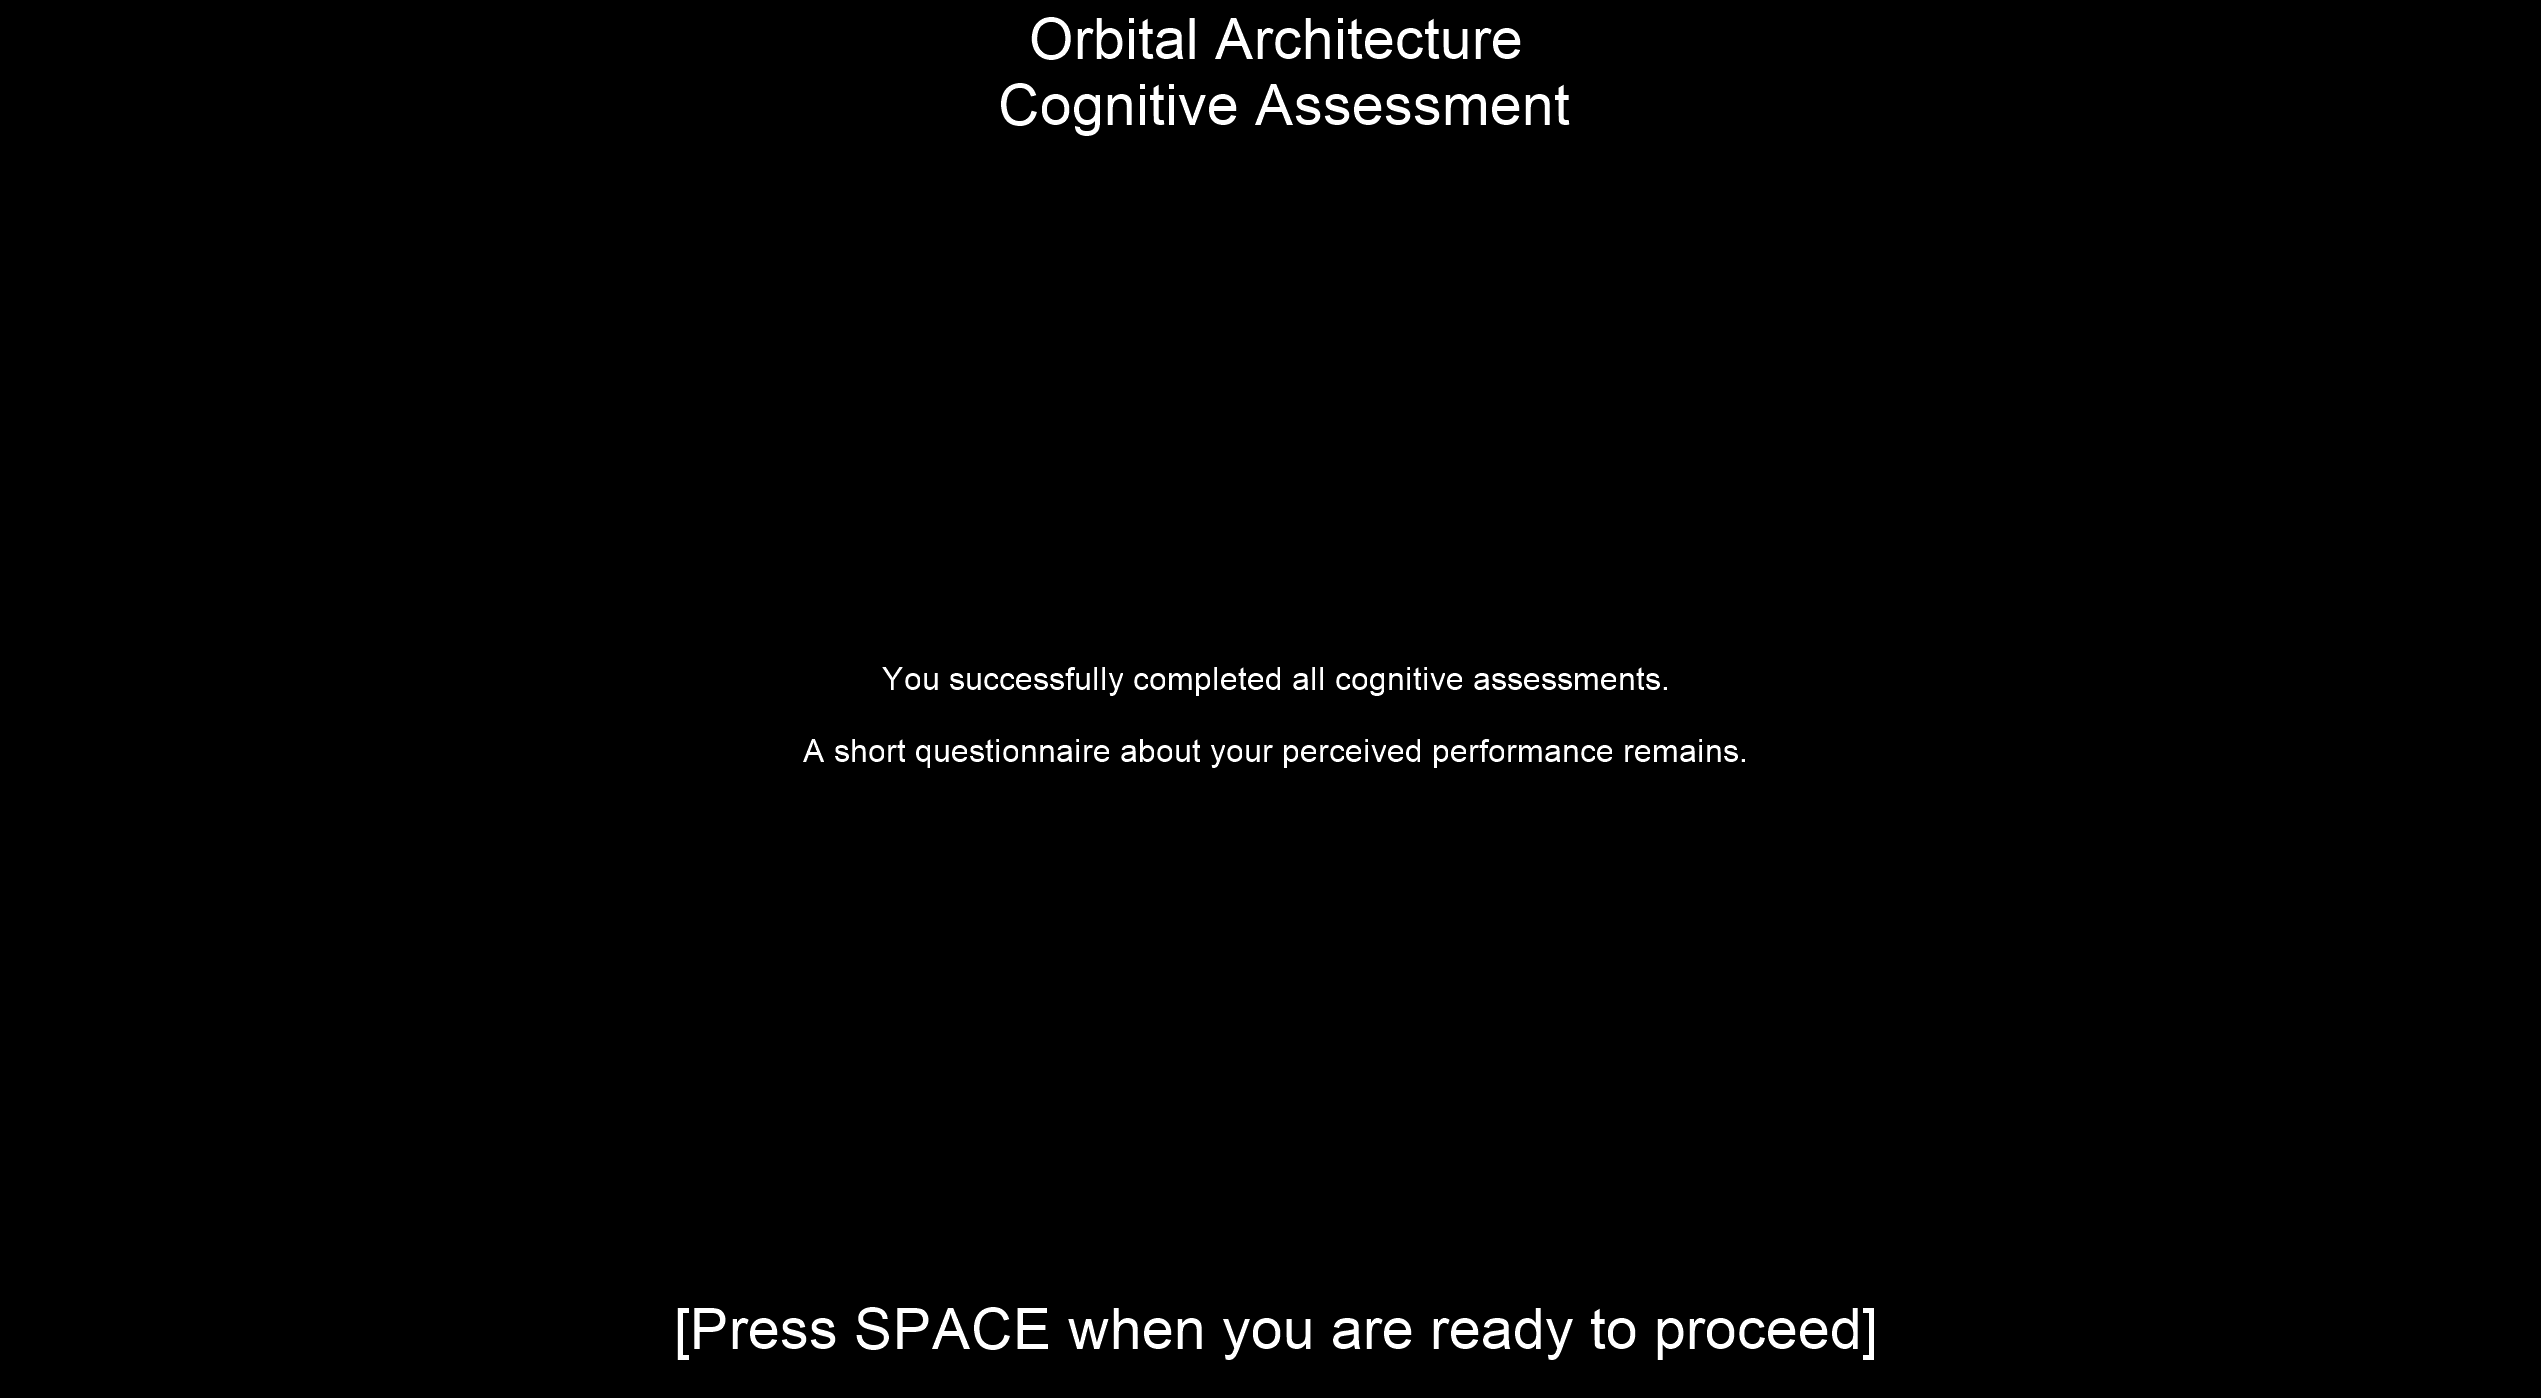 Orbital Architecture
Cognitive Assessment
You successfully completed all cognitive assessments.
A short questionnaire about your perceived performance remains.
[Press SPACE when you are ready to proceed]